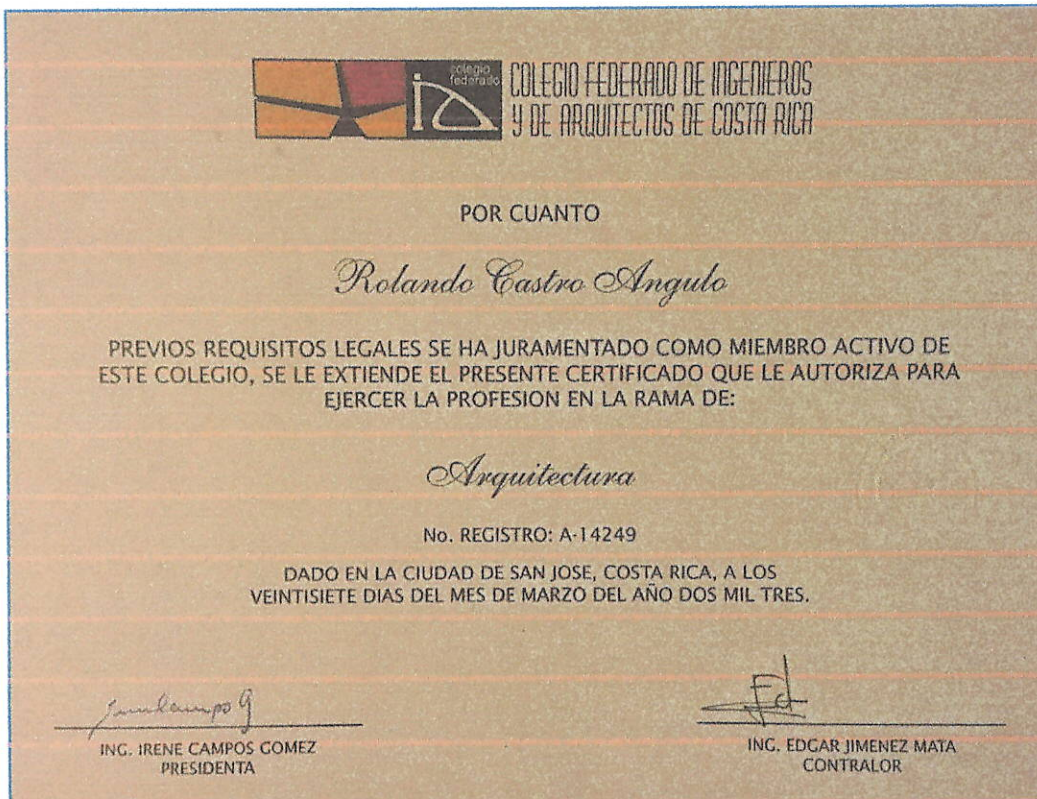 colegio
federado
COLEGIO FEDERADO DE INGENIEROS
Y DE ARQUITECTOS DE COSTA RICA
POR CUANTO
Rolando Castro Angulo
PREVIOS REQUISITOS LEGALES SE HA JURAMENTADO COMO MIEMBRO ACTIVO DE
ESTE COLEGIO, SE LE EXTIENDE EL PRESENTE CERTIFICADO QUE LE AUTORIZA PARA
EJERCER LA PROFESION EN LA RAMA DE:
Arquitectura
No. REGISTRO: A-14249
DADO EN LA CIUDAD DE SAN JOSE, COSTA RICA, A LOS
VEINTISIETE DIAS DEL MES DE MARZO DEL AÑO DOS MIL TRES.
ING. IRENE CAMPOS GOMEZ
PRESIDENTA
ING. EDGAR JIMENEZ MATA
CONTRALOR